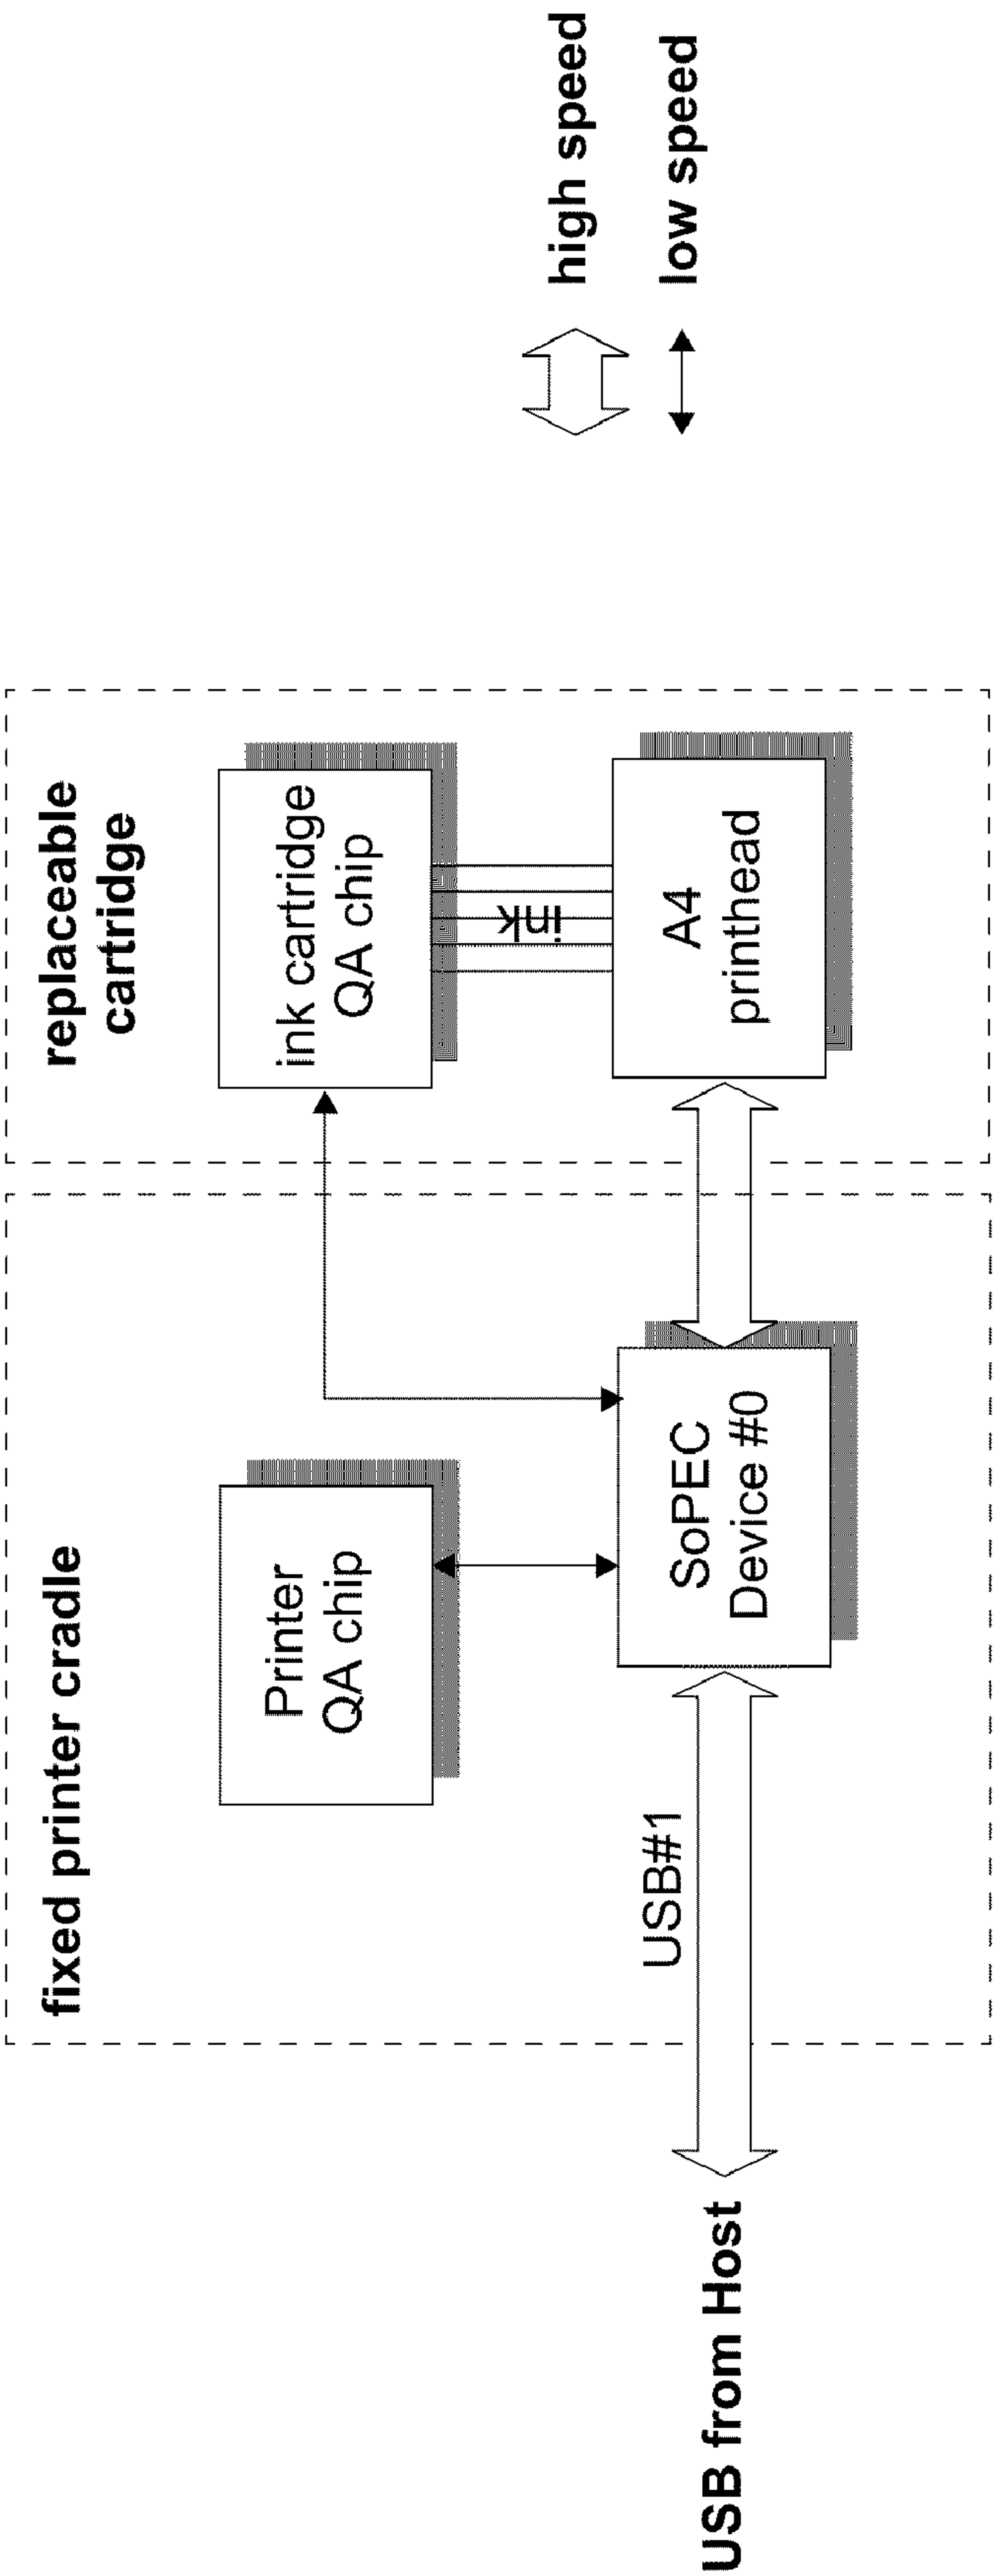 fixed printer cradle
replaceable
cartridge
Printer
QA chip
ink cartridge
QA chip
ink
USB#1
SoPEC
Device #0
A4
printhead
USB from Host
high speed
low speed